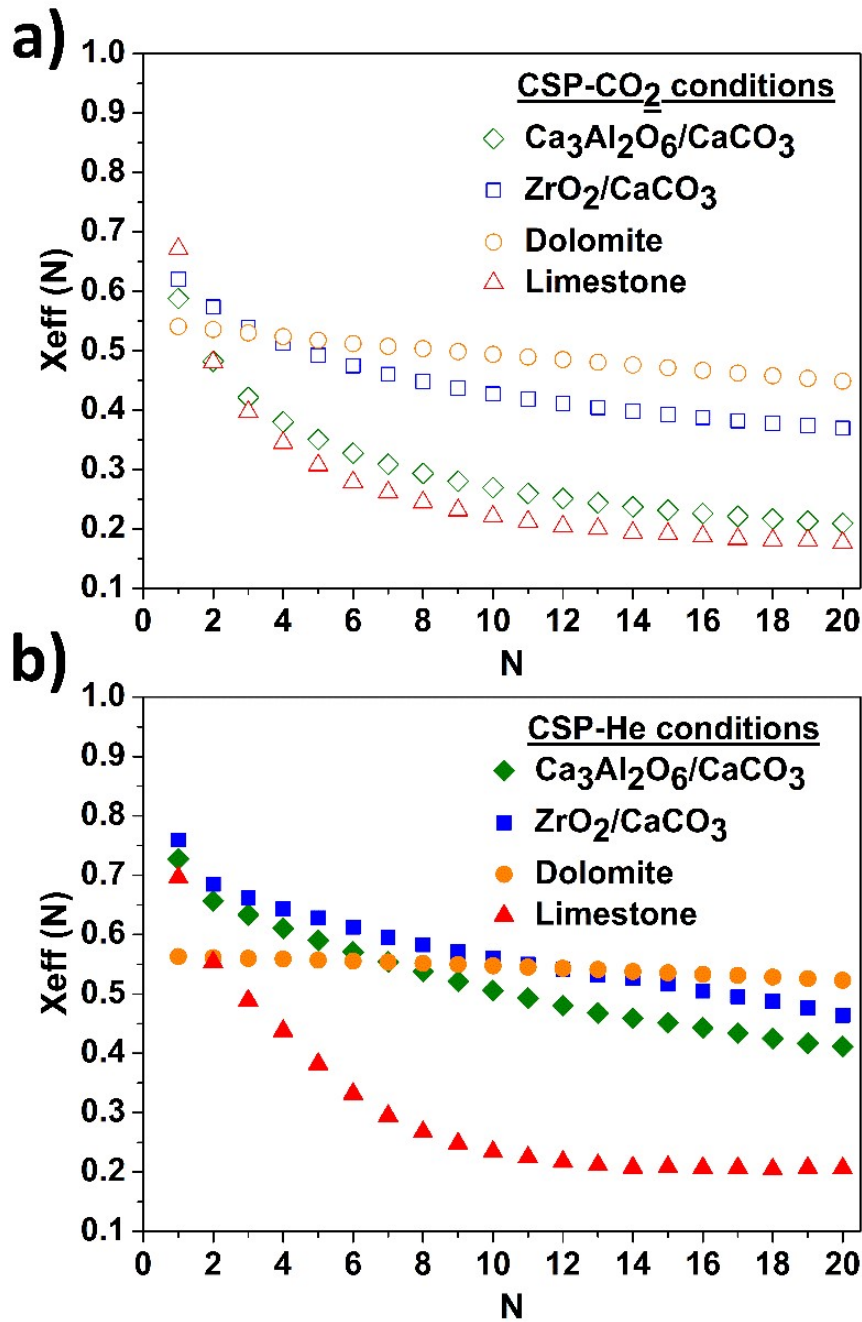 a)
1.0
0.9
0.8
0.7
0.6
0.5
0.4
0.3
0.2
0.1
Xeff (N)
CSP-CO2 conditions
Ca3Al2O6/CaCO3
ZrO2/CaCO3
Dolomite
Limestone
0 2 4 6 8 10 12 14 16 18 20
N
b)
1.0
0.9
0.8
0.7
0.6
0.5
0.4
0.3
0.2
0.1
Xeff (N)
CSP-He conditions
Ca3Al2O6/CaCO3
ZrO2/CaCO3
Dolomite
Limestone
0 2 4 6 8 10 12 14 16 18 20
N